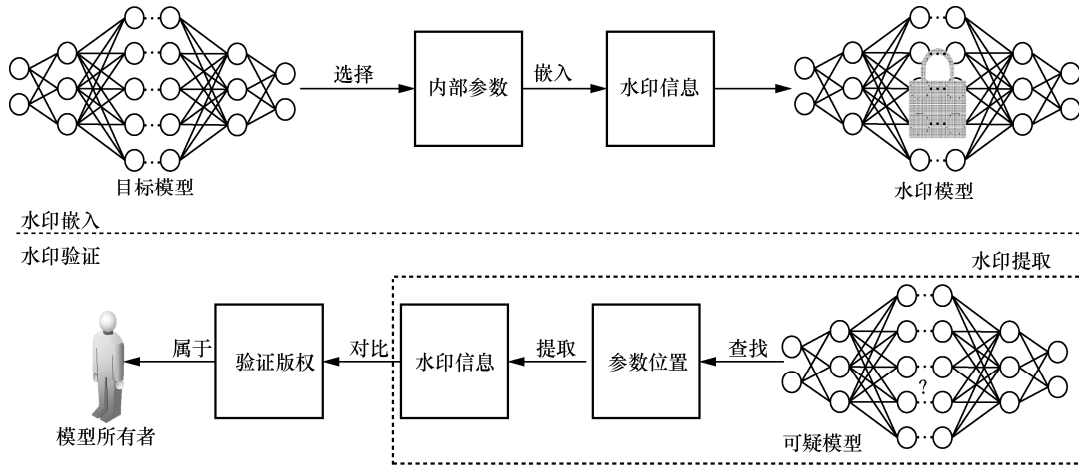 选择
内部参数
嵌入
水印信息
目标模型
水印模型
水印嵌入
水印验证
水印提取
模型所有者
属于
验证版权
对比
水印信息
提取
参数位置
查找
?
可疑模型